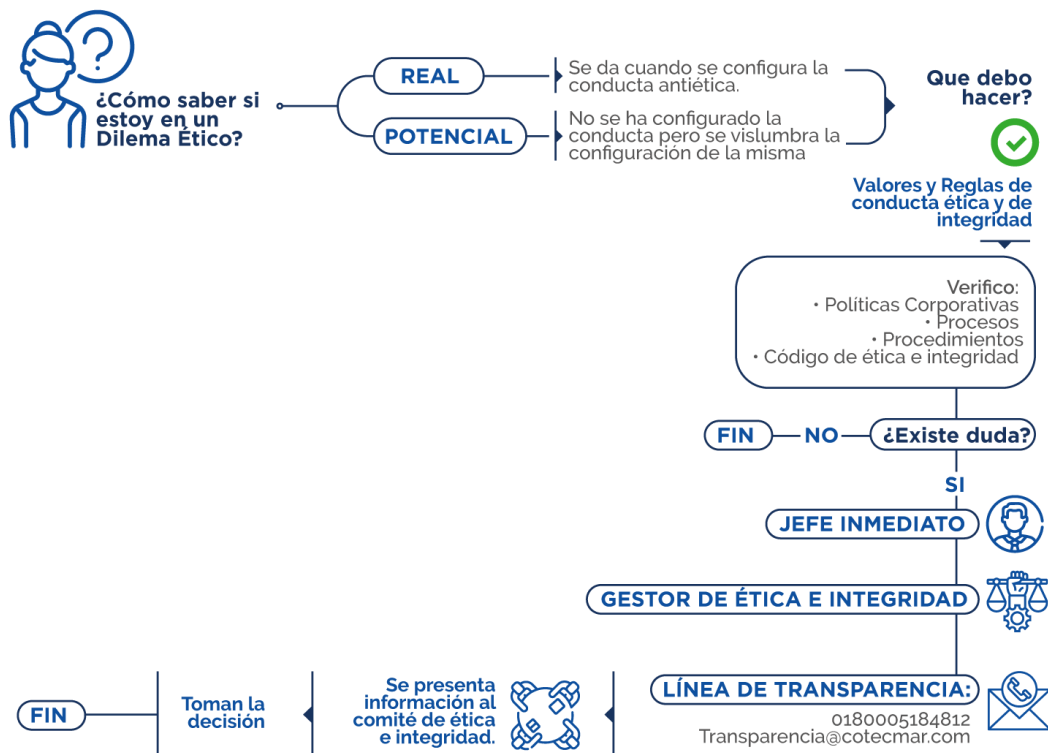 ¿Cómo saber si
estoy en un
Dilema Ético?
REAL
Se da cuando se configura la
conducta antiética.
POTENCIAL
No se ha configurado la
conducta pero se vislumbra la
configuración de la misma
Que debo
hacer?
Valores y Reglas de
conducta ética y de
integridad
Verifico:
• Políticas Corporativas
• Procesos
• Procedimientos
• Código de ética e integridad
¿Existe duda?
NO
FIN
SI
JEFE INMEDIATO
GESTOR DE ÉTICA E INTEGRIDAD
LÍNEA DE TRANSPARENCIA:
0180005184812
Transparencia@cotecmar.com
Se presenta
información al
comité de ética
e integridad.
Toman la
decisión
FIN